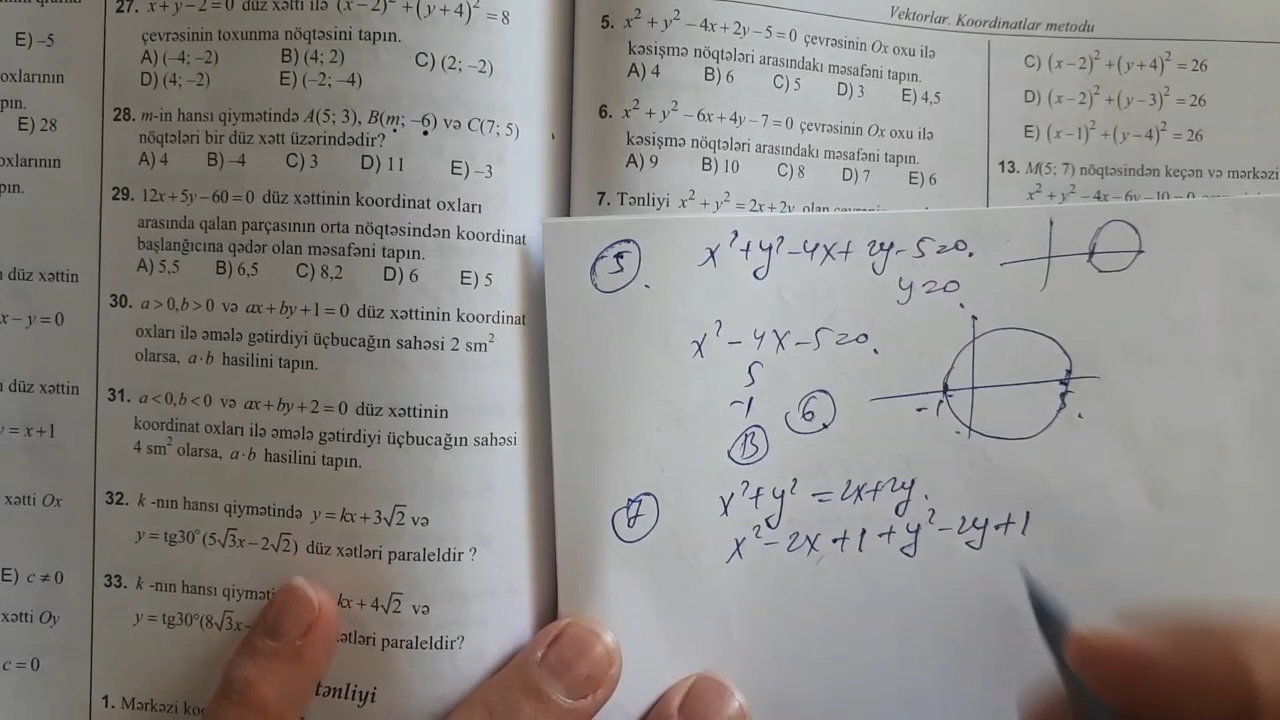 E) –5
oxlarının
pın.
E) 28
oxlarının
pın.
düz xəttin
x – y = 0
düz xəttin
y = x+1
xətti Ox
E) c ≠ 0
xətti Oy
c = 0
27. x + y – 2 = 0 düz xətti ilə (x – 2)² + (y + 4)² = 8
çevrəsinin toxunma nöqtəsini tapın.
A) (–4; –2) B) (4; 2) C) (2; –2)
D) (4; –2) E) (–2; –4)
28. m-in hansı qiymətində A(5; 3), B(m; –6) və C(7; 5)
nöqtələri bir düz xətt üzərindədir?
A) 4 B) –4 C) 3 D) 11 E) –3
29. 12x + 5y – 60 = 0 düz xəttinin koordinat oxları
arasında qalan parçasının orta nöqtəsindən koordinat
başlanğıcına qədər olan məsafəni tapın.
A) 5,5 B) 6,5 C) 8,2 D) 6 E) 5
30. a > 0, b > 0 və ax + by + 1 = 0 düz xəttinin koordinat
oxları ilə əmələ gətirdiyi üçbucağın sahəsi 2 sm²
olarsa, a·b hasilini tapın.
31. a < 0, b < 0 və ax + by + 2 = 0 düz xəttinin
koordinat oxları ilə əmələ gətirdiyi üçbucağın sahəsi
4 sm² olarsa, a·b hasilini tapın.
32. k -nın hansı qiymətində y = kx + 3√2 və
y = tg30°(5√3x – 2√2) düz xətləri paraleldir ?
33. k -nın hansı kx + 4√2 və
y = tg30°(8√3x– paraleldir?
tənliyi
1. Mərkəzi
Vektorlar. Koordinatlar metodu
5. x² + y² – 4x + 2y – 5 = 0 çevrəsinin Ox oxu ilə
kəsişmə nöqtələri arasındakı məsafəni tapın.
A) 4 B) 6 C) 5 D) 3 E) 4,5
6. x² + y² – 6x + 4y – 7 = 0 çevrəsinin Ox oxu ilə
kəsişmə nöqtələri arasındakı məsafəni tapın.
A) 9 B) 10 C) 8 D) 7 E) 6
7. Tənliyi x² + y² = 2x + 2y olan
C) (x – 2)² + (y + 4)² = 26
D) (x – 2)² + (y – 3)² = 26
E) (x – 1)² + (y – 4)² = 26
13. M(5; 7) nöqtəsindən keçən və mərkəzi
x² + y² – 4x – 6y – 10 = 0
5. x² + y² – 4x + 2y – 5 = 0.
y = 0.
x² – 4x – 5 = 0.
5
–1 6
B
–1 5.
7 x² + y² = 2x + 2y.
x² – 2x + 1 + y² – 2y + 1